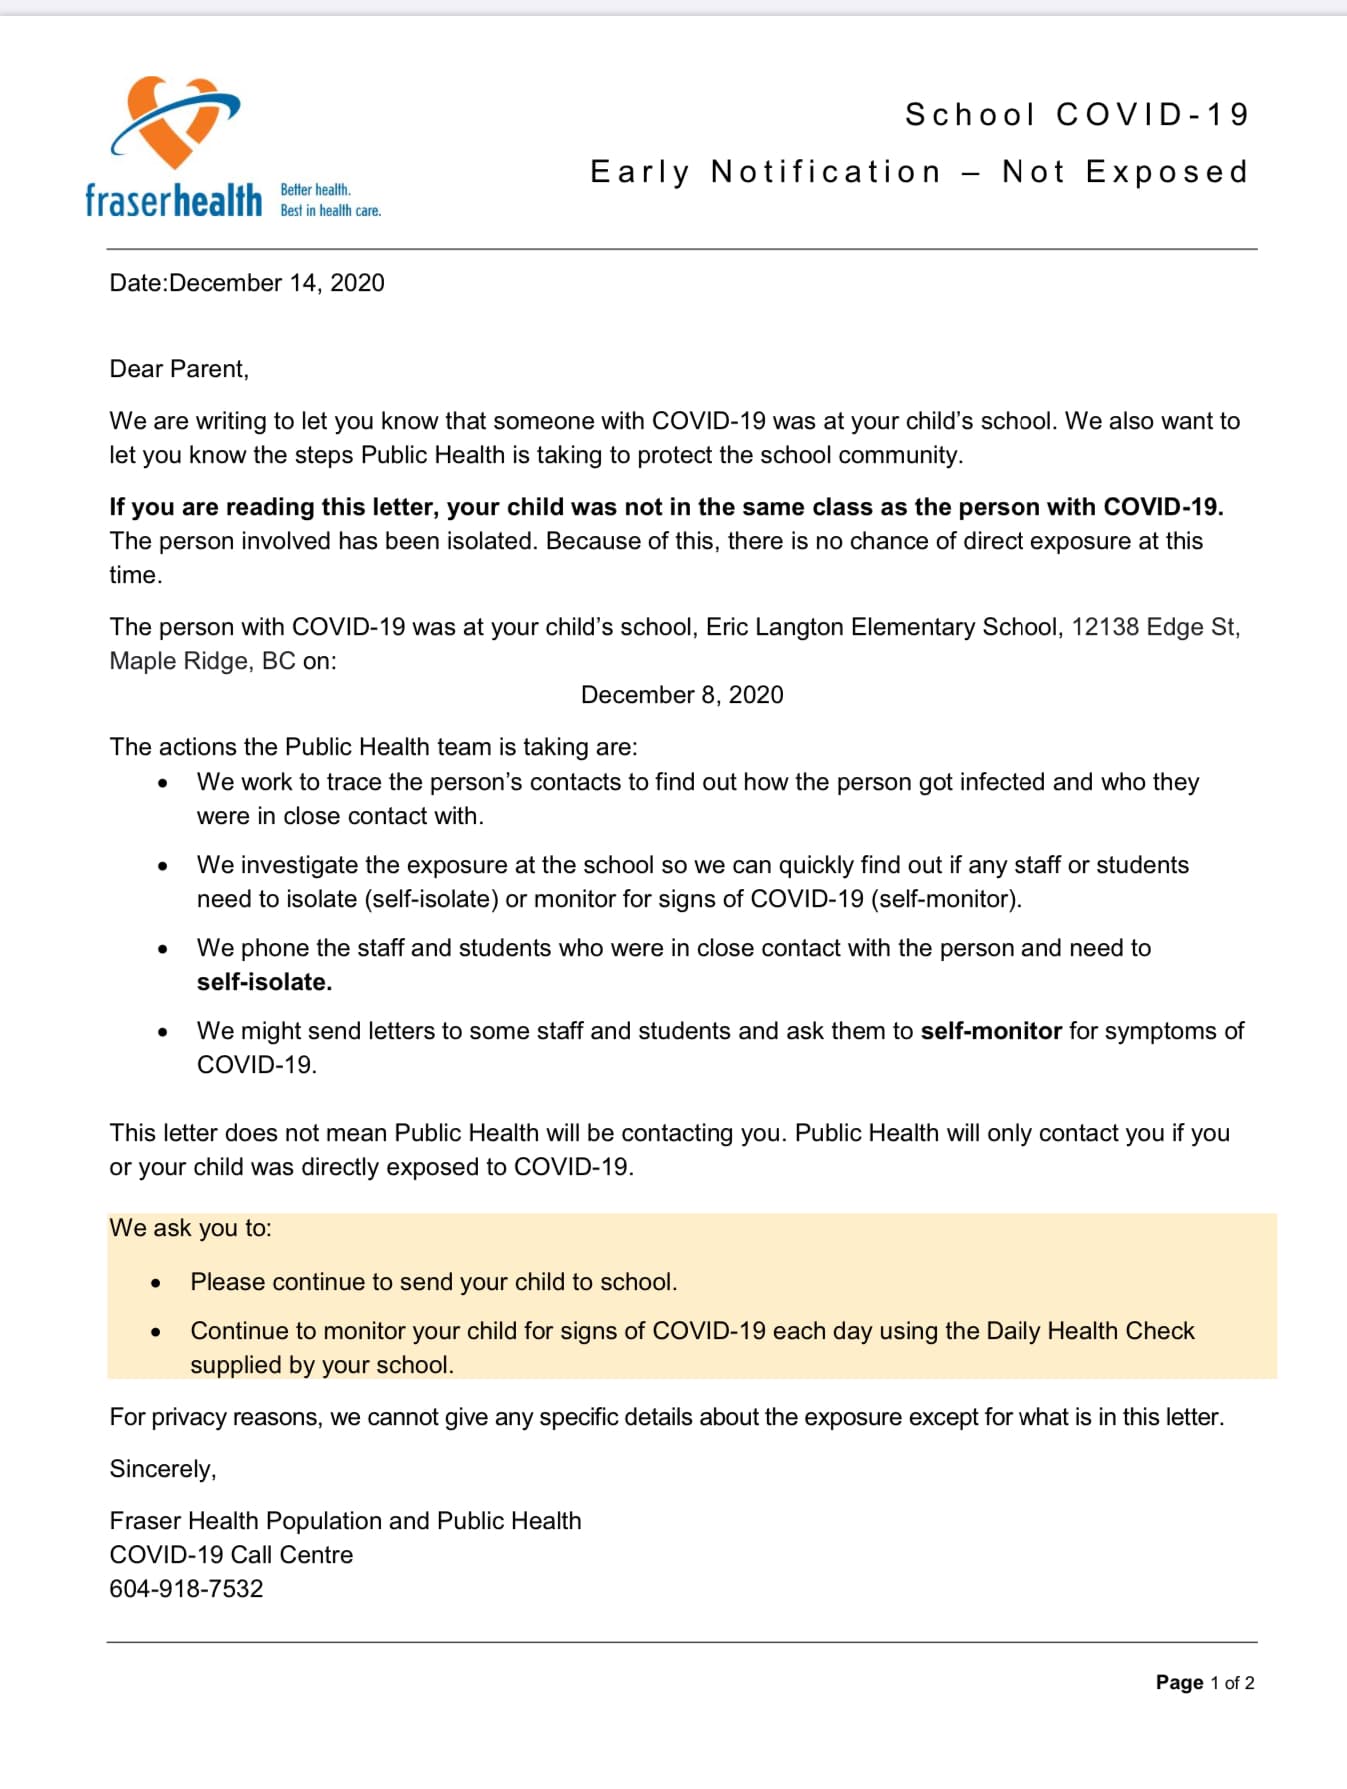 School COVID-19
Early Notification – Not Exposed
fraserhealth
Better health.
Best in health care.
Date:December 14, 2020
Dear Parent,
We are writing to let you know that someone with COVID-19 was at your child’s school. We also want to
let you know the steps Public Health is taking to protect the school community.
If you are reading this letter, your child was not in the same class as the person with COVID-19.
The person involved has been isolated. Because of this, there is no chance of direct exposure at this
time.
The person with COVID-19 was at your child’s school, Eric Langton Elementary School, 12138 Edge St,
Maple Ridge, BC on:
December 8, 2020
The actions the Public Health team is taking are:
• We work to trace the person’s contacts to find out how the person got infected and who they
were in close contact with.
• We investigate the exposure at the school so we can quickly find out if any staff or students
need to isolate (self-isolate) or monitor for signs of COVID-19 (self-monitor).
• We phone the staff and students who were in close contact with the person and need to
self-isolate.
• We might send letters to some staff and students and ask them to self-monitor for symptoms of
COVID-19.
This letter does not mean Public Health will be contacting you. Public Health will only contact you if you
or your child was directly exposed to COVID-19.
We ask you to:
• Please continue to send your child to school.
• Continue to monitor your child for signs of COVID-19 each day using the Daily Health Check
supplied by your school.
For privacy reasons, we cannot give any specific details about the exposure except for what is in this letter.
Sincerely,
Fraser Health Population and Public Health
COVID-19 Call Centre
604-918-7532
Page 1 of 2